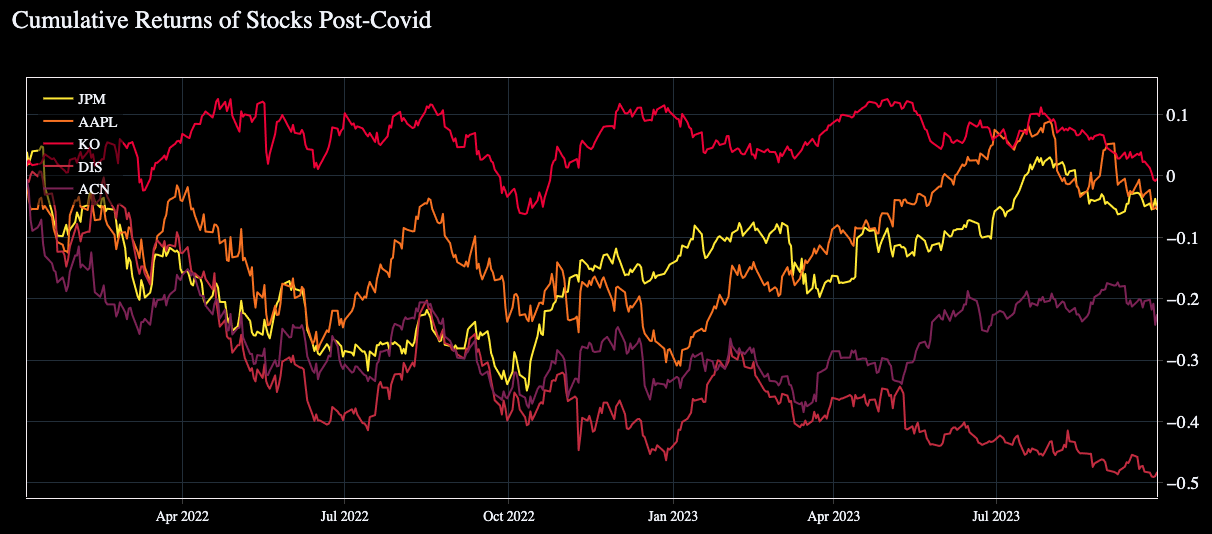 Cumulative Returns of Stocks Post-Covid
JPM
AAPL
KO
DIS
ACN
0.1
0
−0.1
−0.2
−0.3
−0.4
−0.5
Apr 2022 Jul 2022 Oct 2022 Jan 2023 Apr 2023 Jul 2023